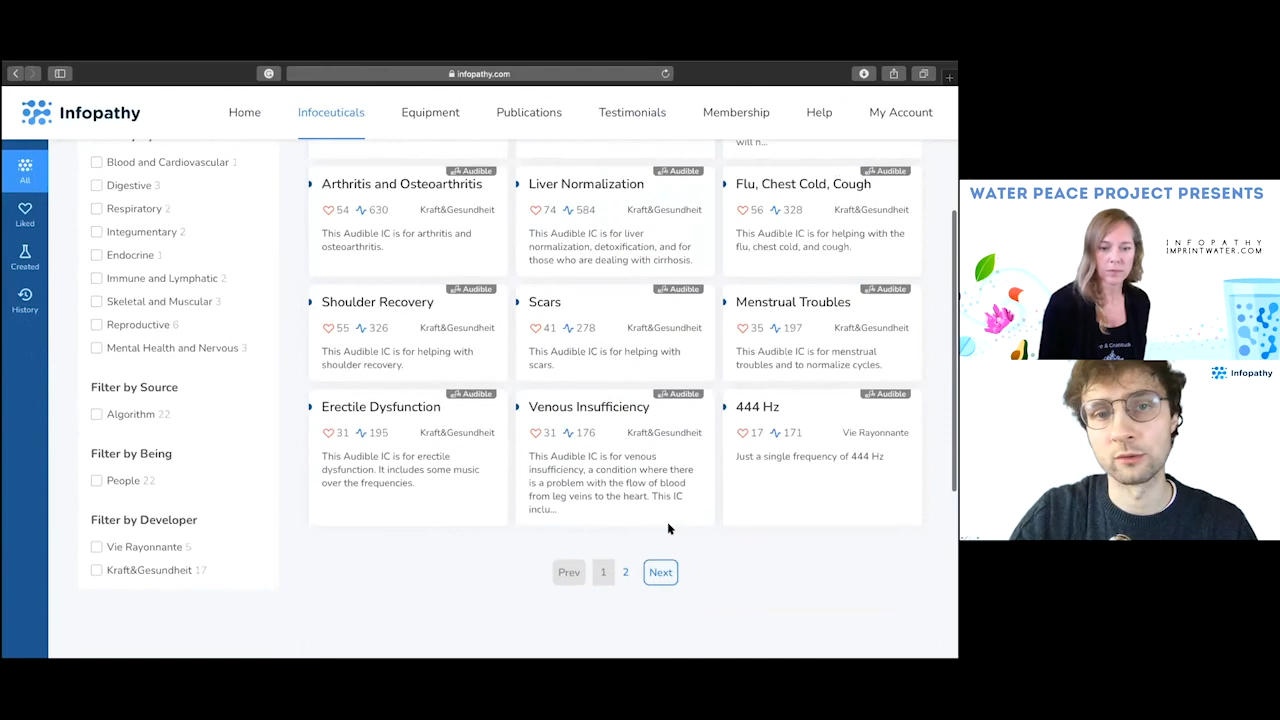 infopathy.com
Infopathy
Home
Infoceuticals
Equipment
Publications
Testimonials
Membership
Help
My Account
All
Liked
Created
History
Blood and Cardiovascular 1
Digestive 3
Respiratory 2
Integumentary 2
Endocrine 1
Immune and Lymphatic 2
Skeletal and Muscular 3
Reproductive 6
Mental Health and Nervous 3
Filter by Source
Algorithm 22
Filter by Being
People 22
Filter by Developer
Vie Rayonnante 5
Kraft&Gesundheit 17
will n...
Audible
Arthritis and Osteoarthritis
54 630 Kraft&Gesundheit
This Audible IC is for arthritis and
osteoarthritis.
Audible
Liver Normalization
74 584 Kraft&Gesundheit
This Audible IC is for liver
normalization, detoxification, and for
those who are dealing with cirrhosis.
Audible
Flu, Chest Cold, Cough
56 328 Kraft&Gesundheit
This Audible IC is for helping with the
flu, chest cold, and cough.
Audible
Shoulder Recovery
55 326 Kraft&Gesundheit
This Audible IC is for helping with
shoulder recovery.
Audible
Scars
41 278 Kraft&Gesundheit
This Audible IC is for helping with
scars.
Audible
Menstrual Troubles
35 197 Kraft&Gesundheit
This Audible IC is for menstrual
troubles and to normalize cycles.
Audible
Erectile Dysfunction
31 195 Kraft&Gesundheit
This Audible IC is for erectile
dysfunction. It includes some music
over the frequencies.
Audible
Venous Insufficiency
31 176 Kraft&Gesundheit
This Audible IC is for venous
insufficiency, a condition where there
is a problem with the flow of blood
from leg veins to the heart. This IC
inclu...
Audible
444 Hz
17 171 Vie Rayonnante
Just a single frequency of 444 Hz
Prev 1 2 Next
WATER PEACE PROJECT PRESENTS
INFOPATHY
IMPRINTWATER.COM
Infopathy